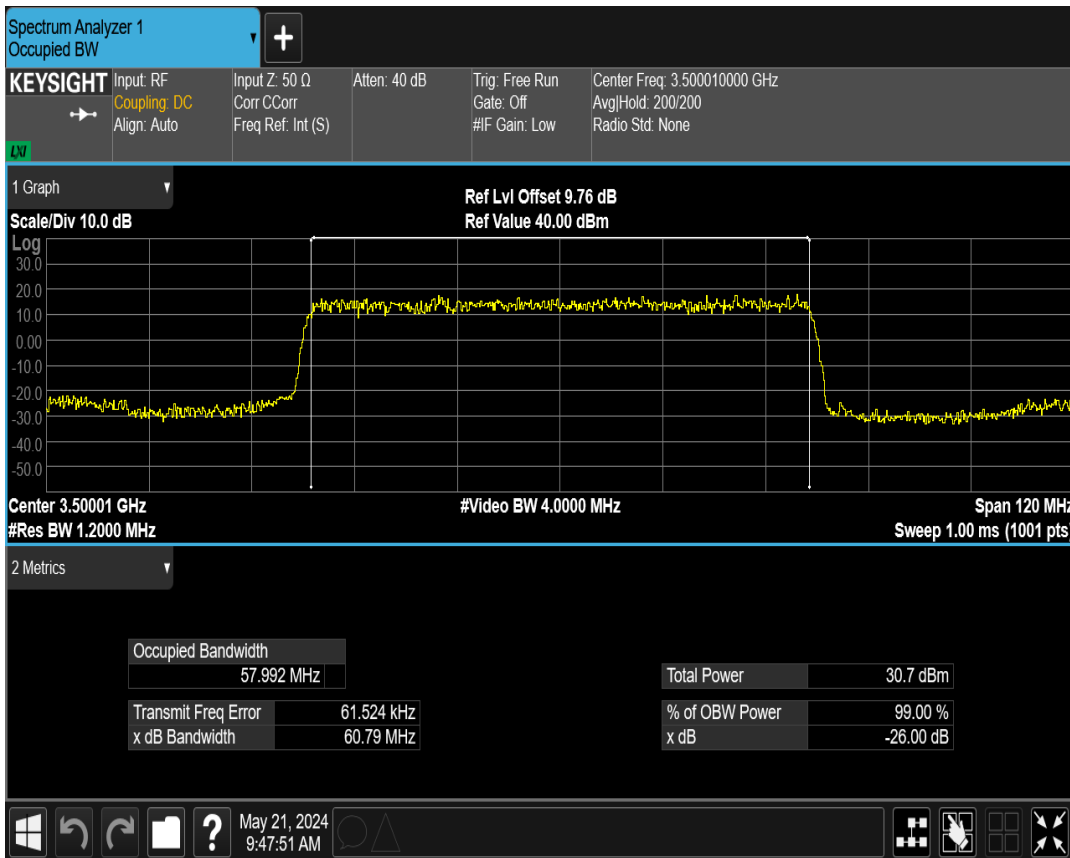 Spectrum Analyzer 1
Occupied BW
+
KEYSIGHT
Input: RF
Coupling: DC
Align: Auto
Input Z: 50 Ω
Corr CCorr
Freq Ref: Int (S)
Atten: 40 dB
Trig: Free Run
Gate: Off
#IF Gain: Low
Center Freq: 3.500010000 GHz
Avg|Hold: 200/200
Radio Std: None
LXI
1 Graph
Scale/Div 10.0 dB
Ref Lvl Offset 9.76 dB
Ref Value 40.00 dBm
Log
30.0
20.0
10.0
0.00
-10.0
-20.0
-30.0
-40.0
-50.0
Center 3.50001 GHz
#Video BW 4.0000 MHz
Span 120 MHz
#Res BW 1.2000 MHz
Sweep 1.00 ms (1001 pts)
2 Metrics
Occupied Bandwidth
57.992 MHz
Total Power 30.7 dBm
Transmit Freq Error 61.524 kHz
% of OBW Power 99.00 %
x dB Bandwidth 60.79 MHz
x dB -26.00 dB
?
May 21, 2024
9:47:51 AM